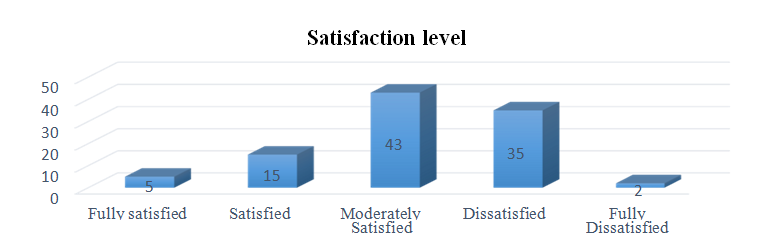 Satisfaction level
50
40
30
20
10
0
5
15
43
35
2
Fully satisfied
Satisfied
Moderately
Satisfied
Dissatisfied
Fully
Dissatisfied